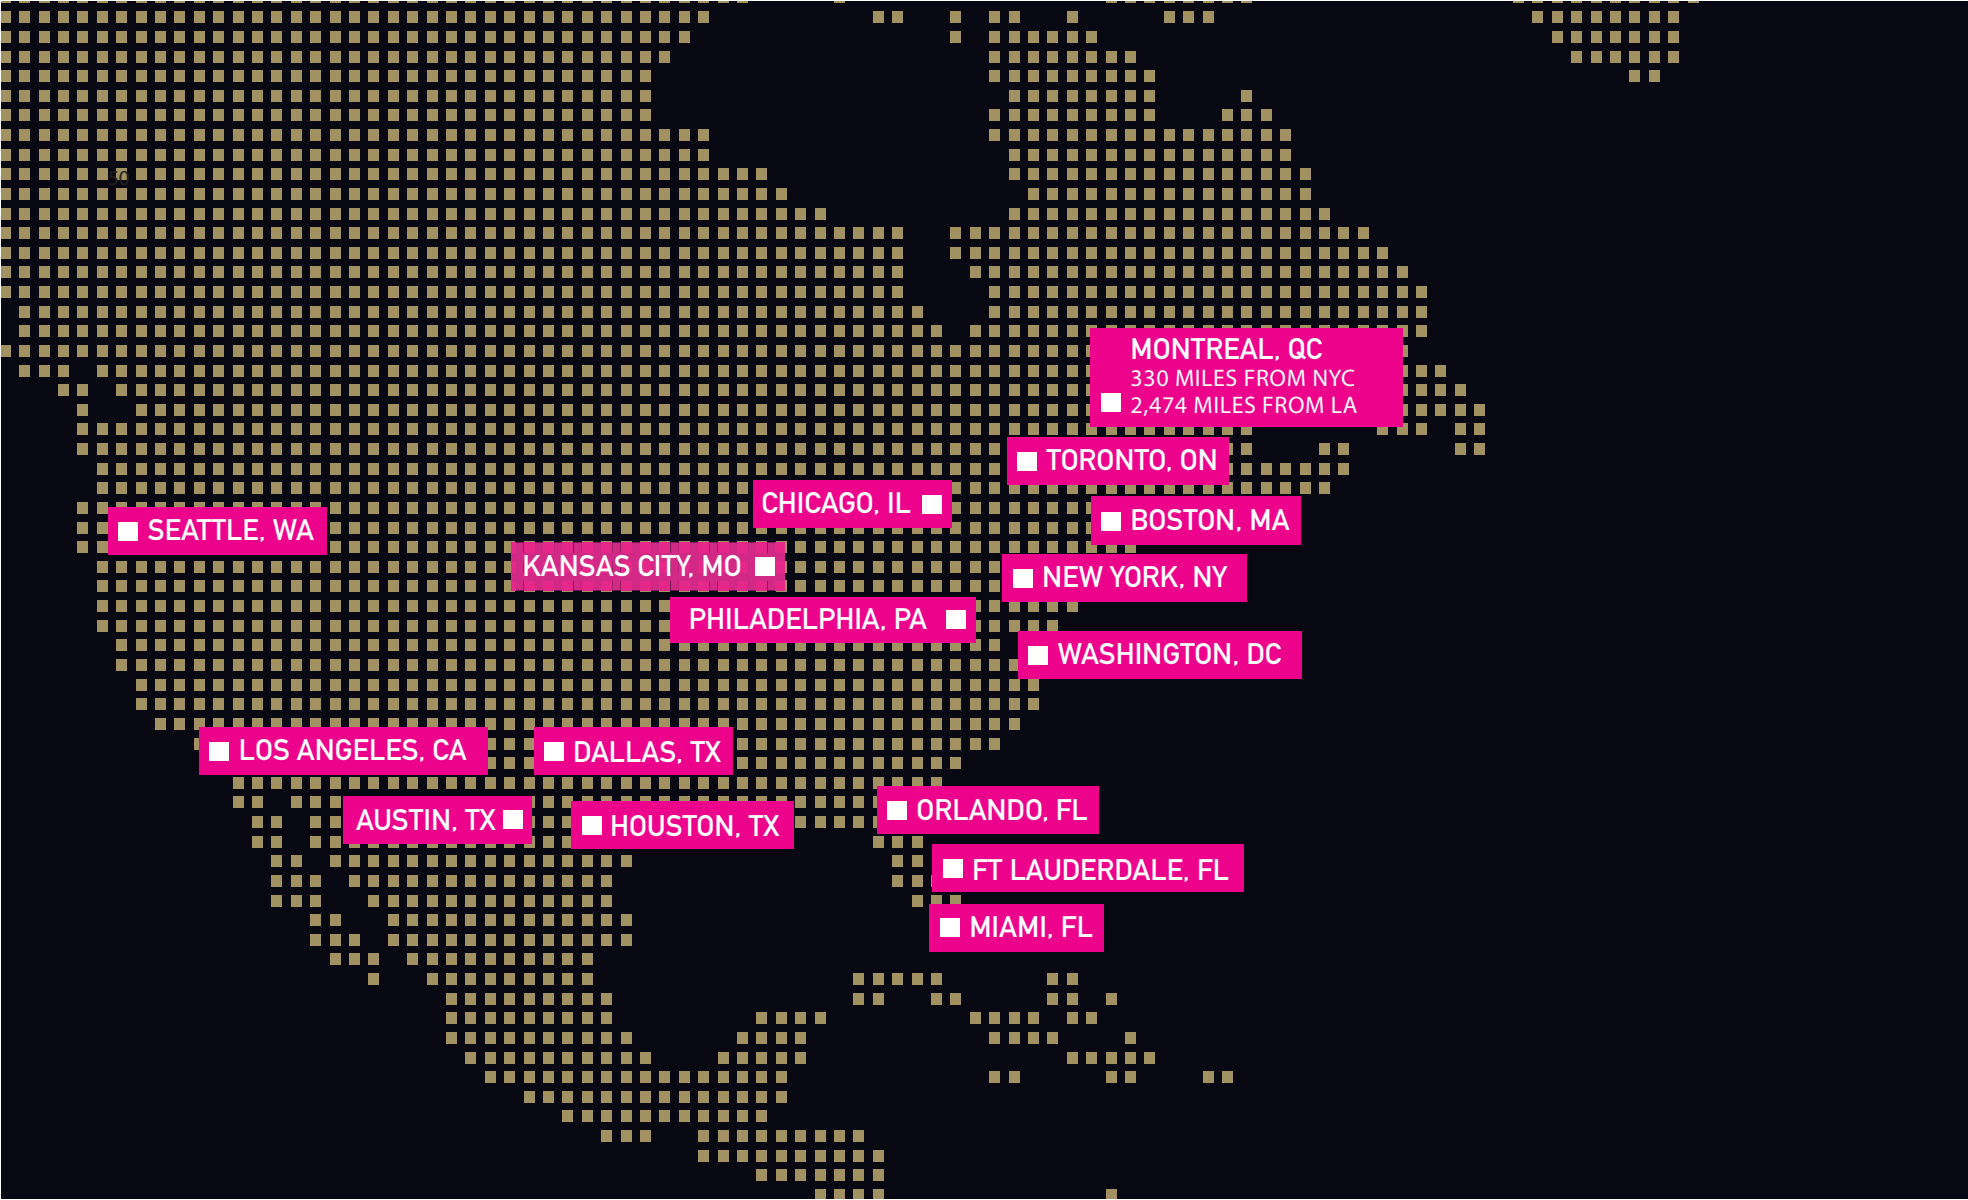 50
MONTREAL, QC
330 MILES FROM NYC
2,474 MILES FROM LA
TORONTO, ON
CHICAGO, IL
BOSTON, MA
SEATTLE, WA
KANSAS CITY, MO
NEW YORK, NY
PHILADELPHIA, PA
WASHINGTON, DC
LOS ANGELES, CA
DALLAS, TX
ORLANDO, FL
AUSTIN, TX
HOUSTON, TX
FT LAUDERDALE, FL
MIAMI, FL